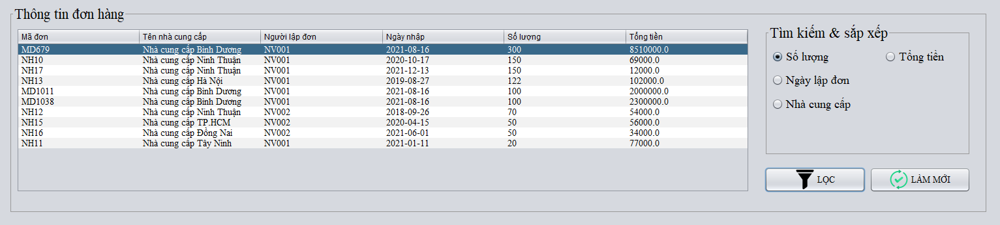 Thông tin đơn hàng
Mã đơn Tên nhà cung cấp Người lập đơn Ngày nhập Số lượng Tổng tiền
MD679 Nhà cung cấp Bình Dương NV001 2021-08-16 300 8510000.0
NH10 Nhà cung cấp Ninh Thuận NV001 2020-10-17 150 69000.0
NH17 Nhà cung cấp Ninh Thuận NV001 2021-12-13 150 12000.0
NH13 Nhà cung cấp Hà Nội NV001 2019-08-27 122 102000.0
MD1011 Nhà cung cấp Bình Dương NV001 2021-08-16 100 2000000.0
MD1038 Nhà cung cấp Bình Dương NV001 2021-08-16 100 2300000.0
NH12 Nhà cung cấp Ninh Thuận NV002 2018-09-26 70 54000.0
NH15 Nhà cung cấp TP.HCM NV002 2020-04-15 50 56000.0
NH16 Nhà cung cấp Đồng Nai NV002 2021-06-01 50 34000.0
NH11 Nhà cung cấp Tây Ninh NV001 2021-01-11 20 77000.0
Tìm kiếm & sắp xếp
Số lượng Tổng tiền
Ngày lập đơn
Nhà cung cấp
LỌC LÀM MỚI